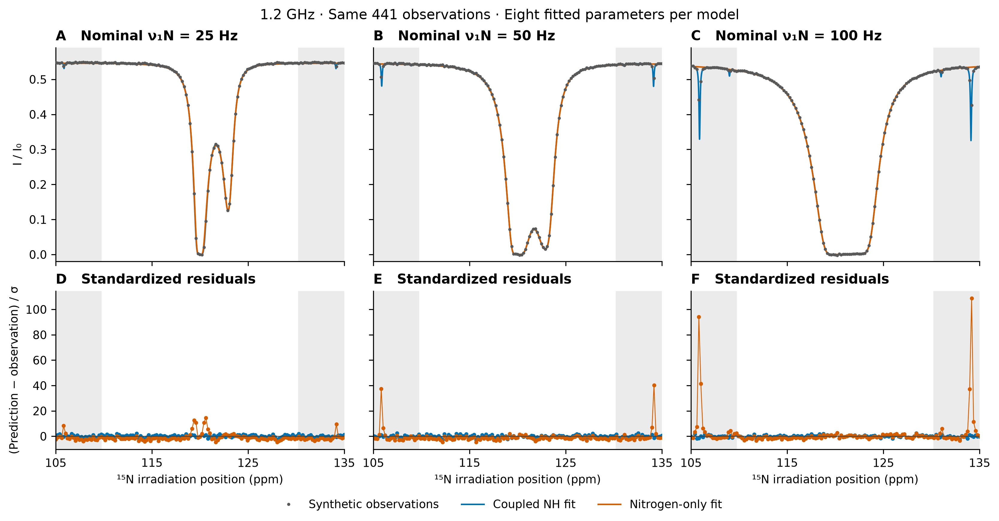 1.2 GHz · Same 441 observations · Eight fitted parameters per model
A Nominal ν₁N = 25 Hz
B Nominal ν₁N = 50 Hz
C Nominal ν₁N = 100 Hz
I / I₀
0.5
0.4
0.3
0.2
0.1
0.0
D Standardized residuals
E Standardized residuals
F Standardized residuals
(Prediction − observation) / σ
100
80
60
40
20
0
105 115 125 135
105 115 125 135
105 115 125 135
¹⁵N irradiation position (ppm)
¹⁵N irradiation position (ppm)
¹⁵N irradiation position (ppm)
Synthetic observations
Coupled NH fit
Nitrogen-only fit